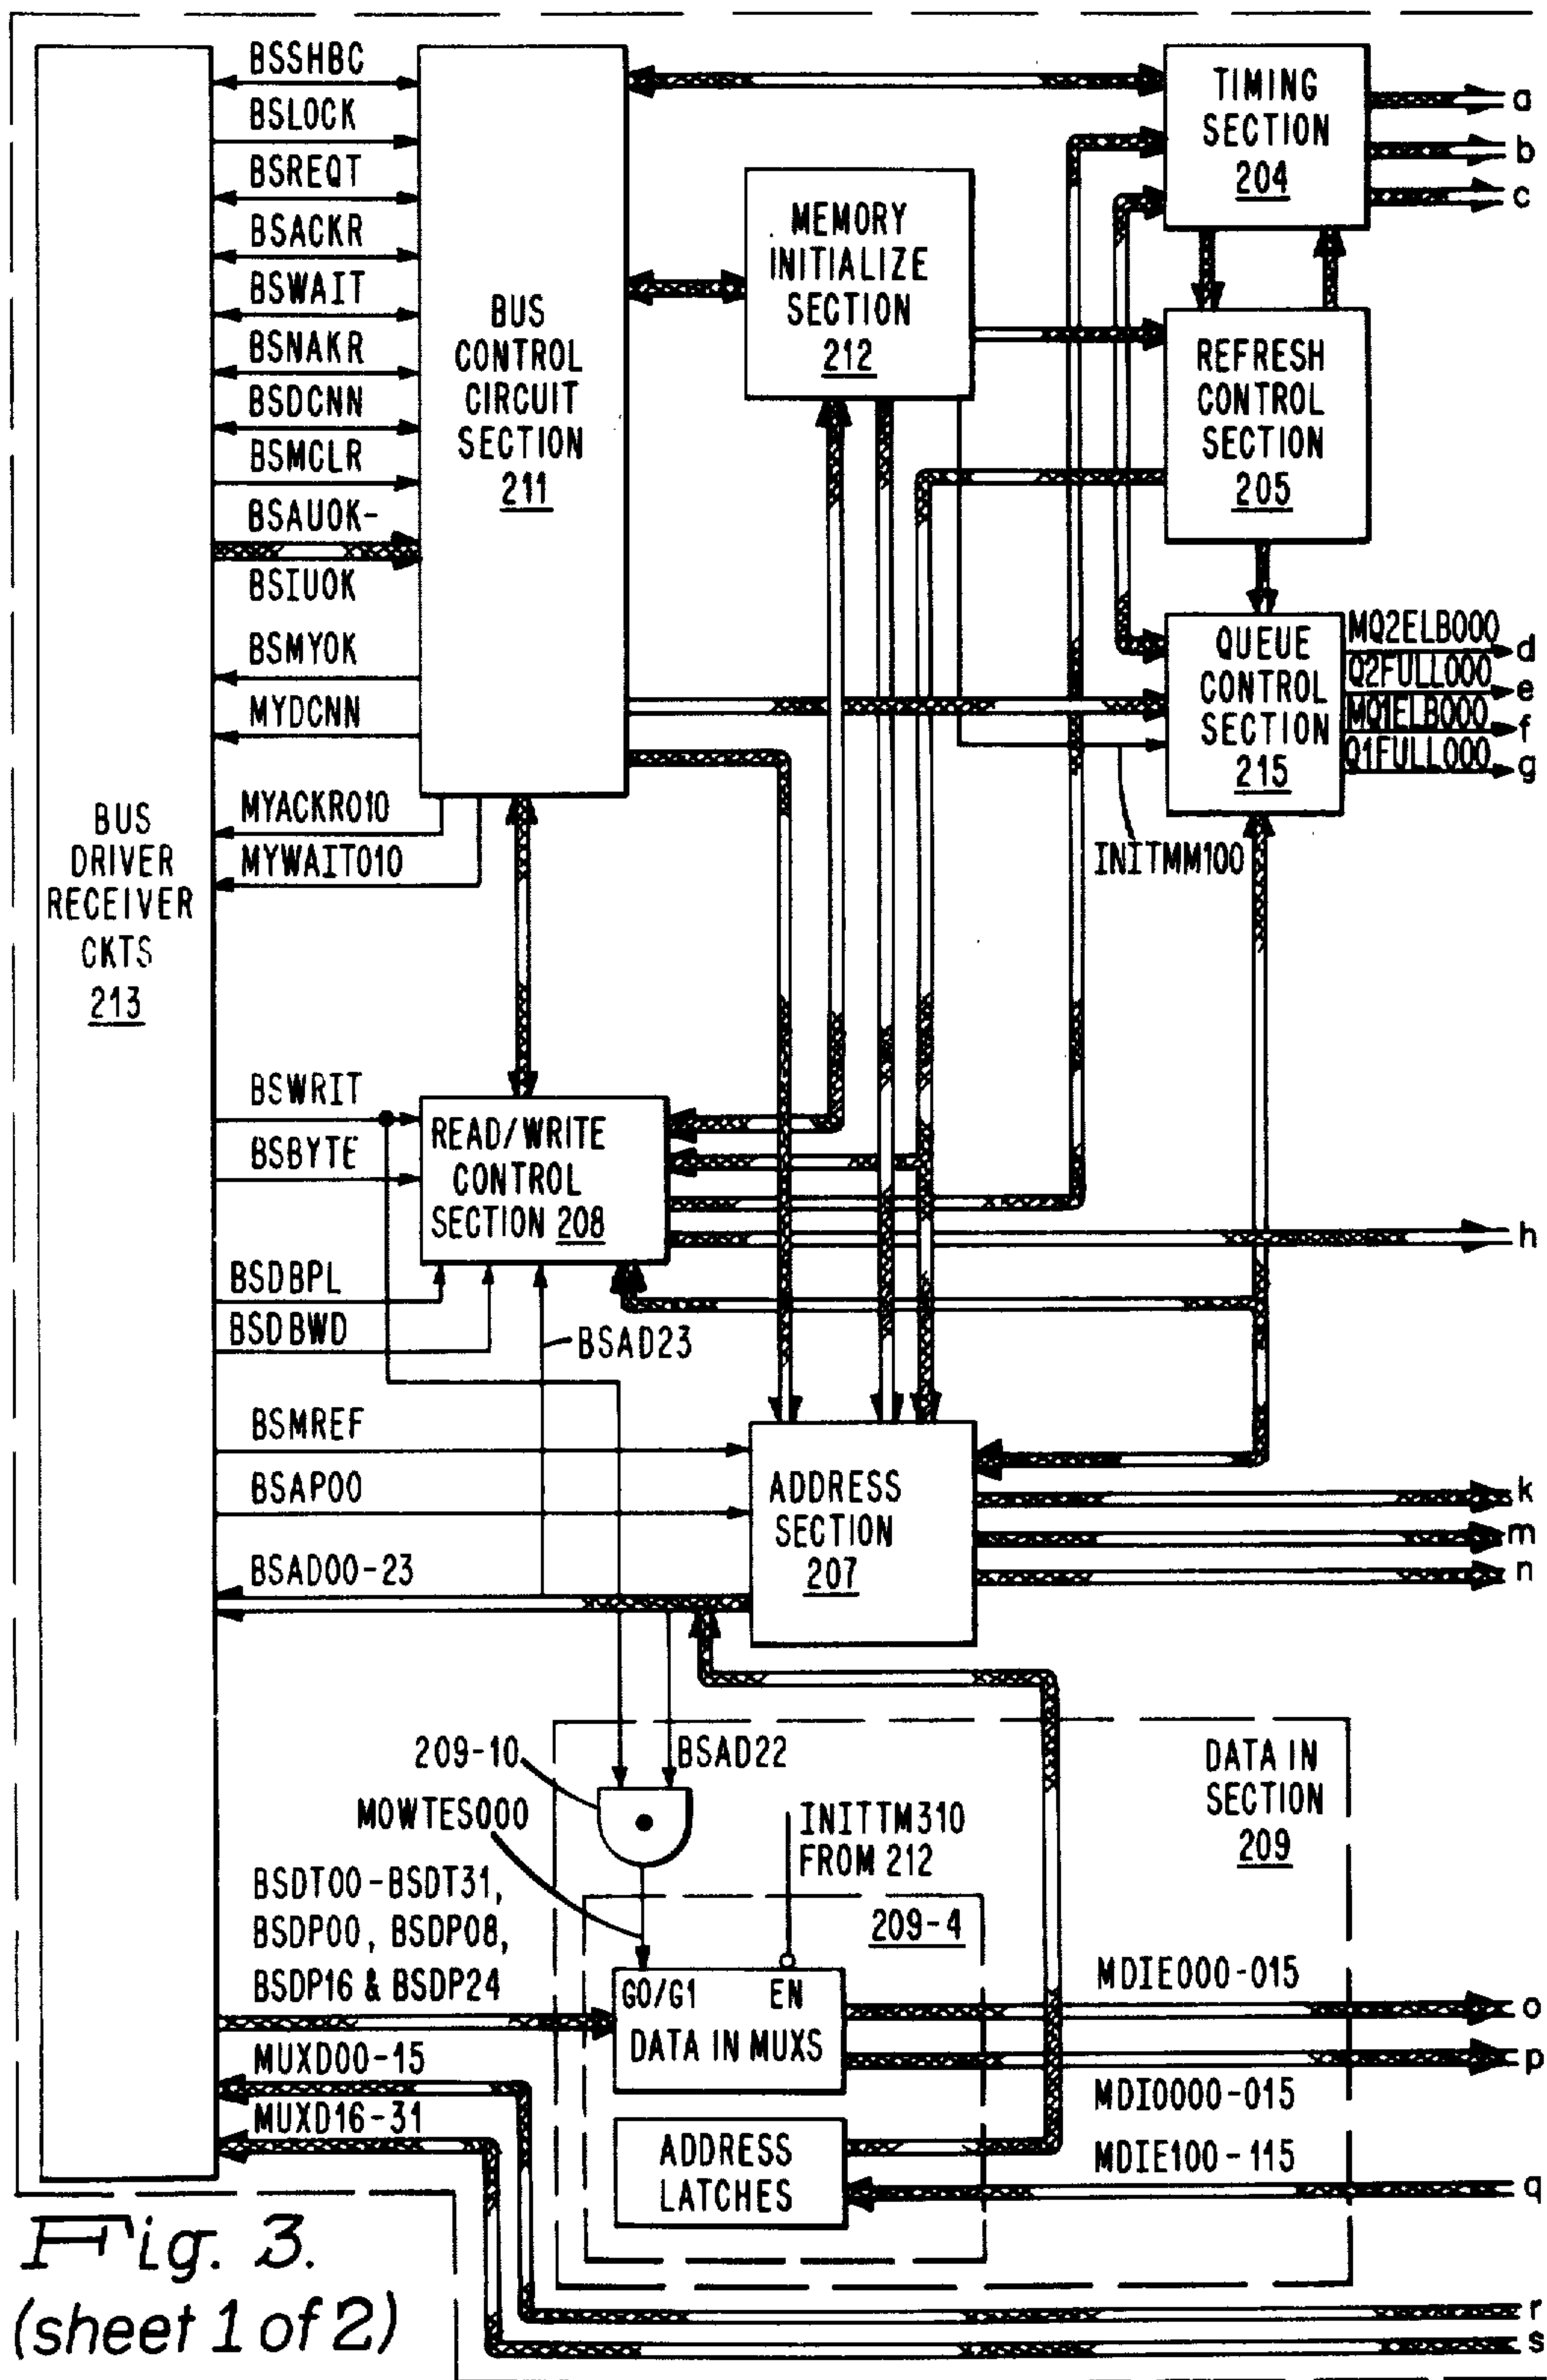 BSSHBC
BSLOCK
BSREQT
BSACKR
BSWAIT
BSNAKR
BSDCNN
BSMCLR
BSAUOK-
BSIUOK
BSMYOK
MYDCNN
MYACKR010
MYWAIT010
BUS
DRIVER
RECEIVER
CKTS
213
BUS
CONTROL
CIRCUIT
SECTION
211
MEMORY
INITIALIZE
SECTION
212
TIMING
SECTION
204
a
b
c
REFRESH
CONTROL
SECTION
205
QUEUE
CONTROL
SECTION
215
MQ2ELB000
d
Q2FULL000
e
MQ1ELB000
f
Q1FULL000
g
INITMM100
BSWRIT
BSBYTE
READ/WRITE
CONTROL
SECTION 208
h
BSDBPL
BSDBWD
BSAD23
BSMREF
BSAP00
BSAD00-23
ADDRESS
SECTION
207
k
m
n
209-10
BSAD22
MOWTES000
INITTM310
FROM 212
DATA IN
SECTION
209
BSDT00-BSDT31,
BSDP00, BSDP08,
BSDP16 & BSDP24
209-4
G0/G1 EN
DATA IN MUXS
MDIE000-015
o
p
MDIO000-015
MUXD00-15
MUXD16-31
ADDRESS
LATCHES
MDIE100-115
q
r
s
Fig. 3.
(sheet 1 of 2)